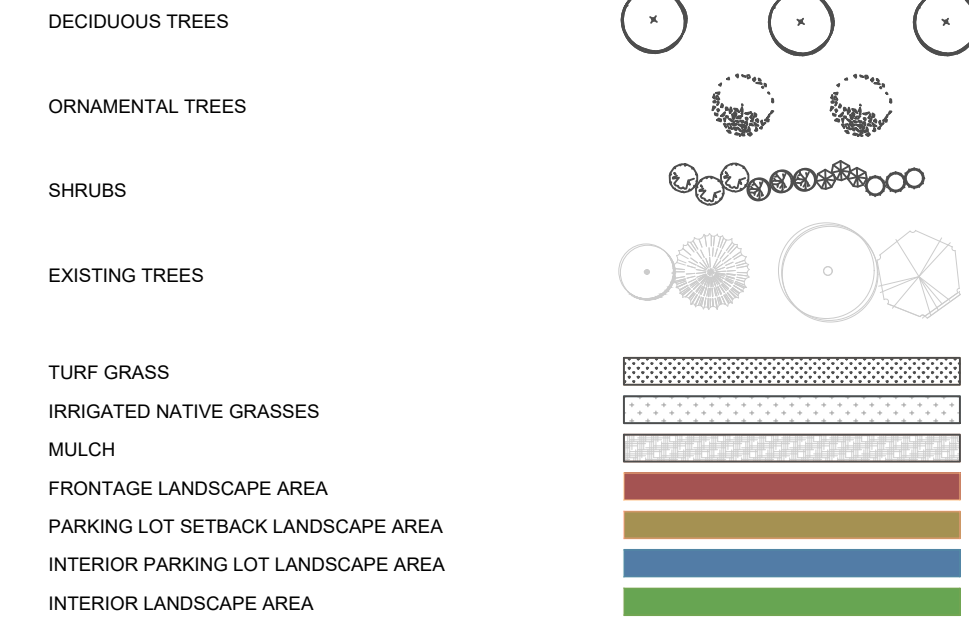 DECIDUOUS TREES
ORNAMENTAL TREES
SHRUBS
EXISTING TREES
TURF GRASS
IRRIGATED NATIVE GRASSES
MULCH
FRONTAGE LANDSCAPE AREA
PARKING LOT SETBACK LANDSCAPE AREA
INTERIOR PARKING LOT LANDSCAPE AREA
INTERIOR LANDSCAPE AREA